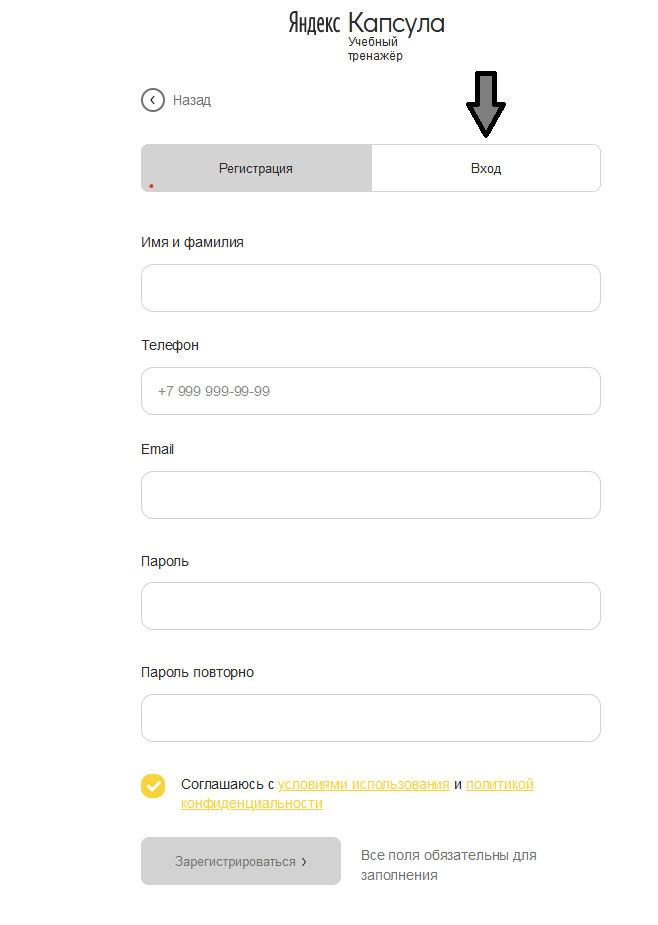 Яндекс Капсула
Учебный
тренажёр
Назад
Регистрация
Вход
Имя и фамилия
Телефон
+7 999 999-99-99
Email
Пароль
Пароль повторно
Соглашаюсь с условиями использования и политикой
конфиденциальности
Зарегистрироваться
Все поля обязательны для
заполнения